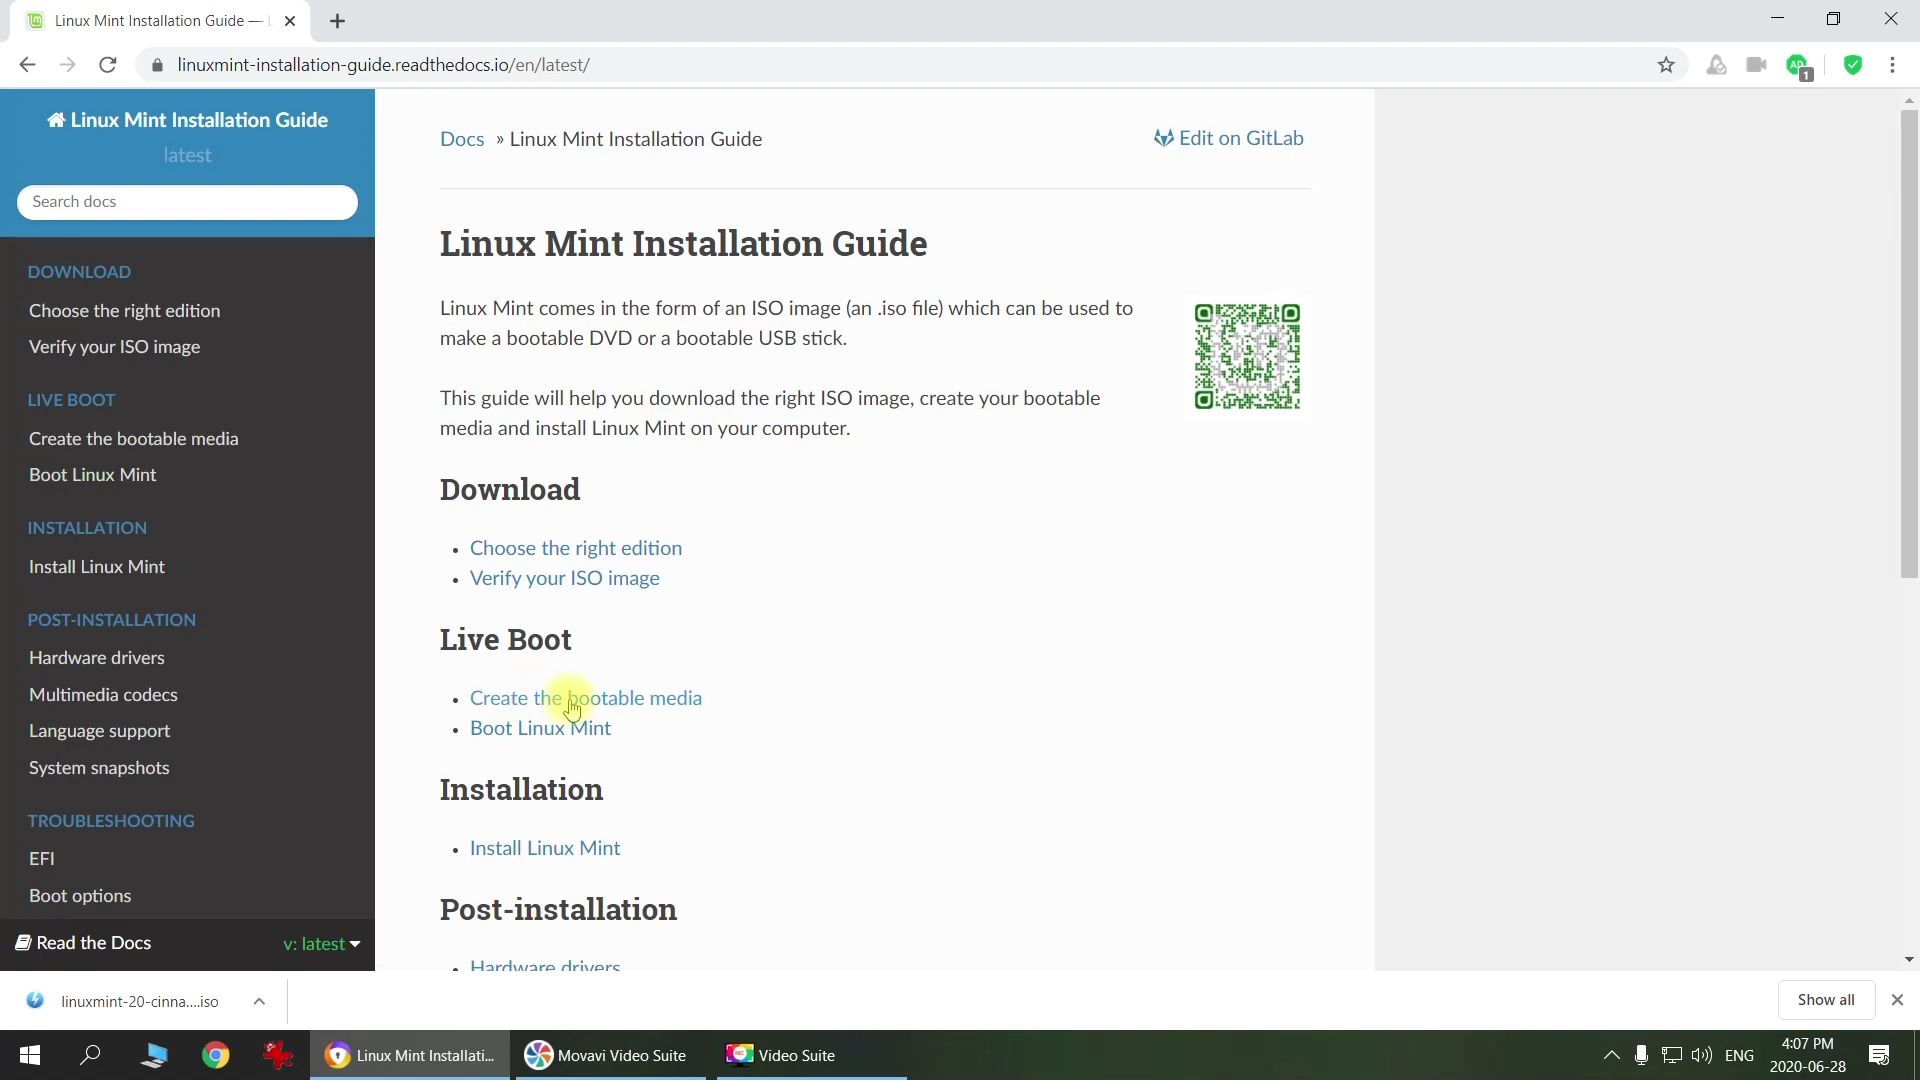 Linux Mint Installation Guide —
linuxmint-installation-guide.readthedocs.io/en/latest/
AD
1
Linux Mint Installation Guide
latest
Search docs
DOWNLOAD
Choose the right edition
Verify your ISO image
LIVE BOOT
Create the bootable media
Boot Linux Mint
INSTALLATION
Install Linux Mint
POST-INSTALLATION
Hardware drivers
Multimedia codecs
Language support
System snapshots
TROUBLESHOOTING
EFI
Boot options
Read the Docs
v: latest
Docs » Linux Mint Installation Guide
Edit on GitLab
Linux Mint Installation Guide
Linux Mint comes in the form of an ISO image (an .iso file) which can be used to
make a bootable DVD or a bootable USB stick.
This guide will help you download the right ISO image, create your bootable
media and install Linux Mint on your computer.
Download
• Choose the right edition
• Verify your ISO image
Live Boot
• Create the bootable media
• Boot Linux Mint
Installation
• Install Linux Mint
Post-installation
• Hardware drivers
linuxmint-20-cinna....iso
Show all
Linux Mint Installati...
Movavi Video Suite
Video Suite
ENG
4:07 PM
2020-06-28